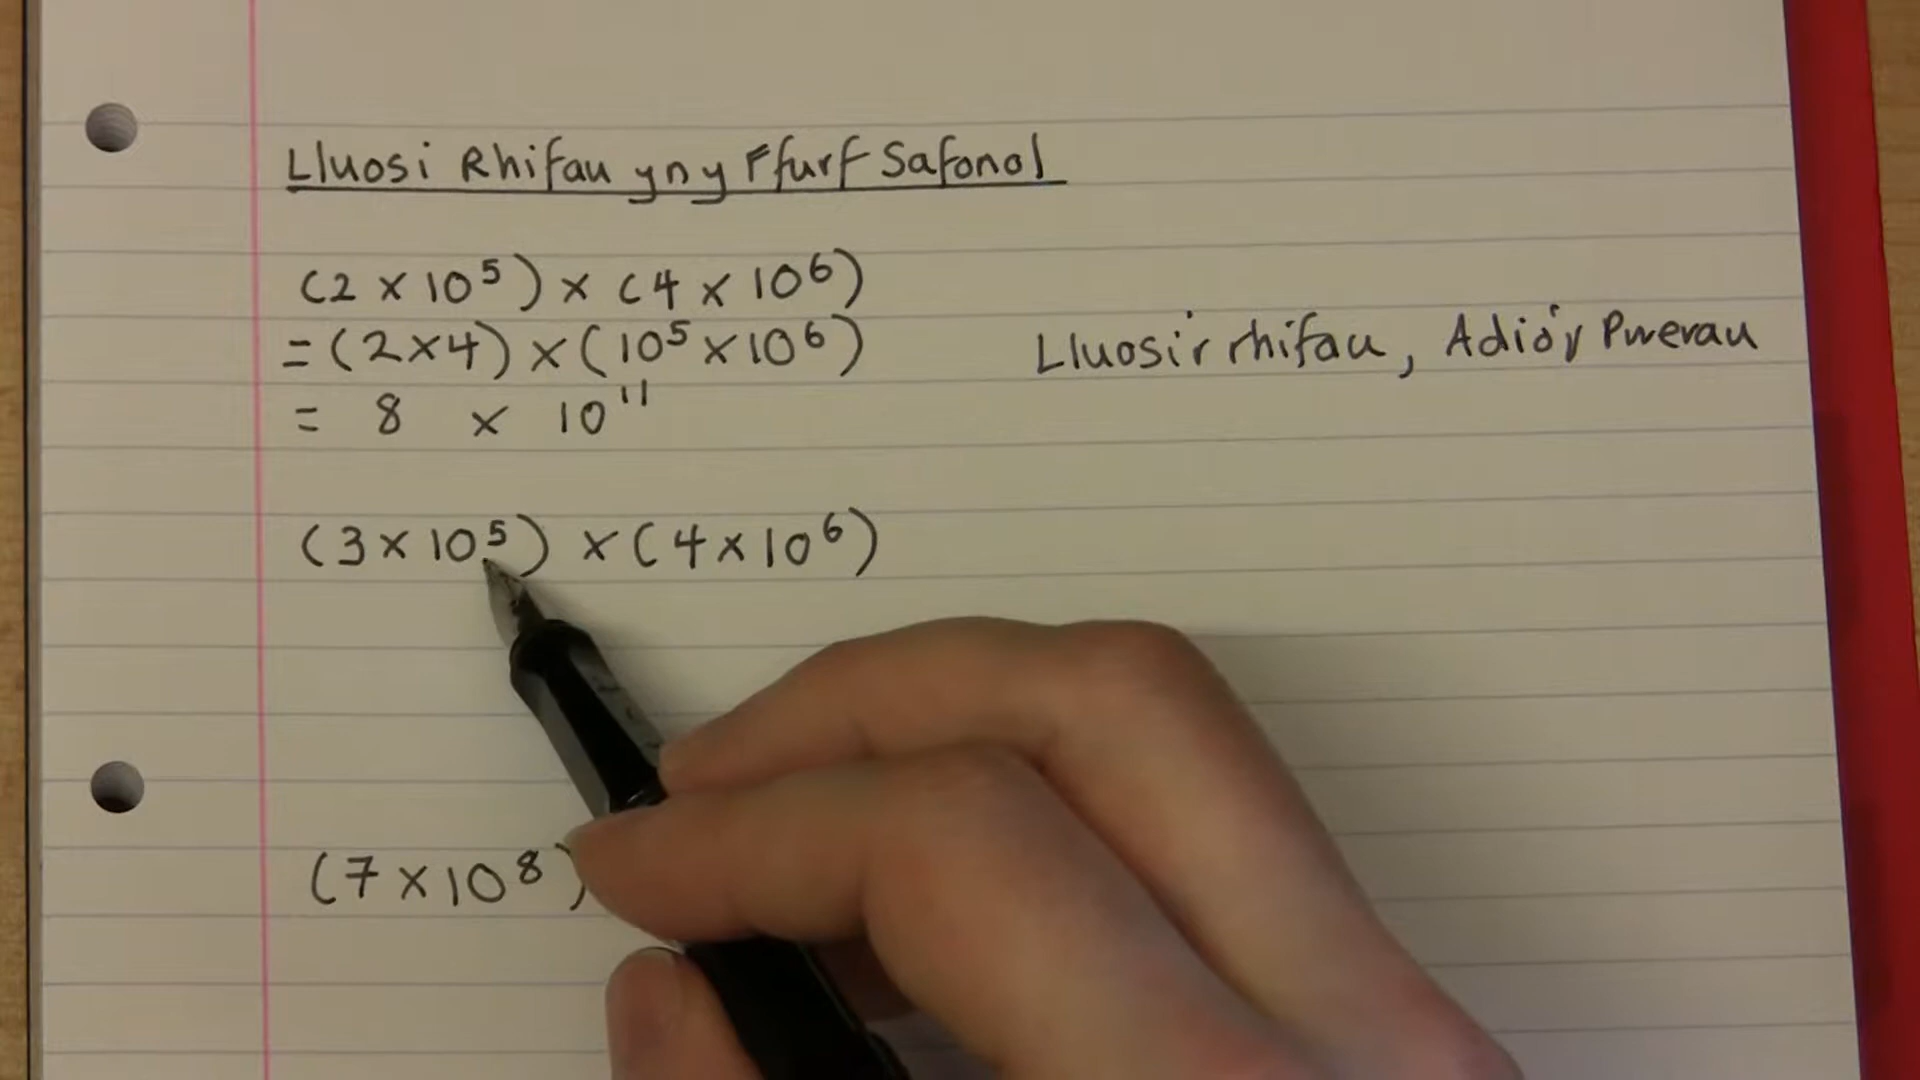 Lluosi Rhifau yn y Ffurf Safonol
(2 × 10⁵) × (4 × 10⁶)
= (2×4) × (10⁵ × 10⁶)
Lluosi'r rhifau, Adio'r Pwerau
= 8 × 10¹¹
(3 × 10⁵) × (4 × 10⁶)
(7 × 10⁸)